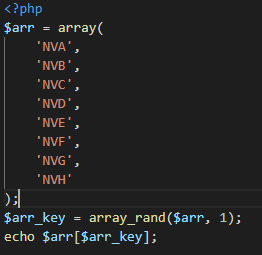 <?php
$arr = array(
    'NVA',
    'NVB',
    'NVC',
    'NVD',
    'NVE',
    'NVF',
    'NVG',
    'NVH'
);
$arr_key = array_rand($arr, 1);
echo $arr[$arr_key];